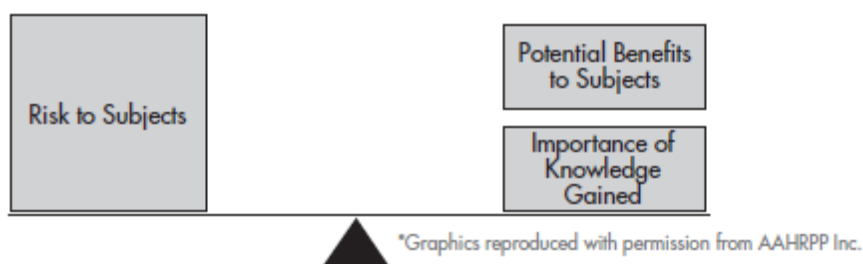 Risk to Subjects
Potential Benefits
to Subjects
Importance of
Knowledge
Gained
*Graphics reproduced with permission from AAHRPP Inc.